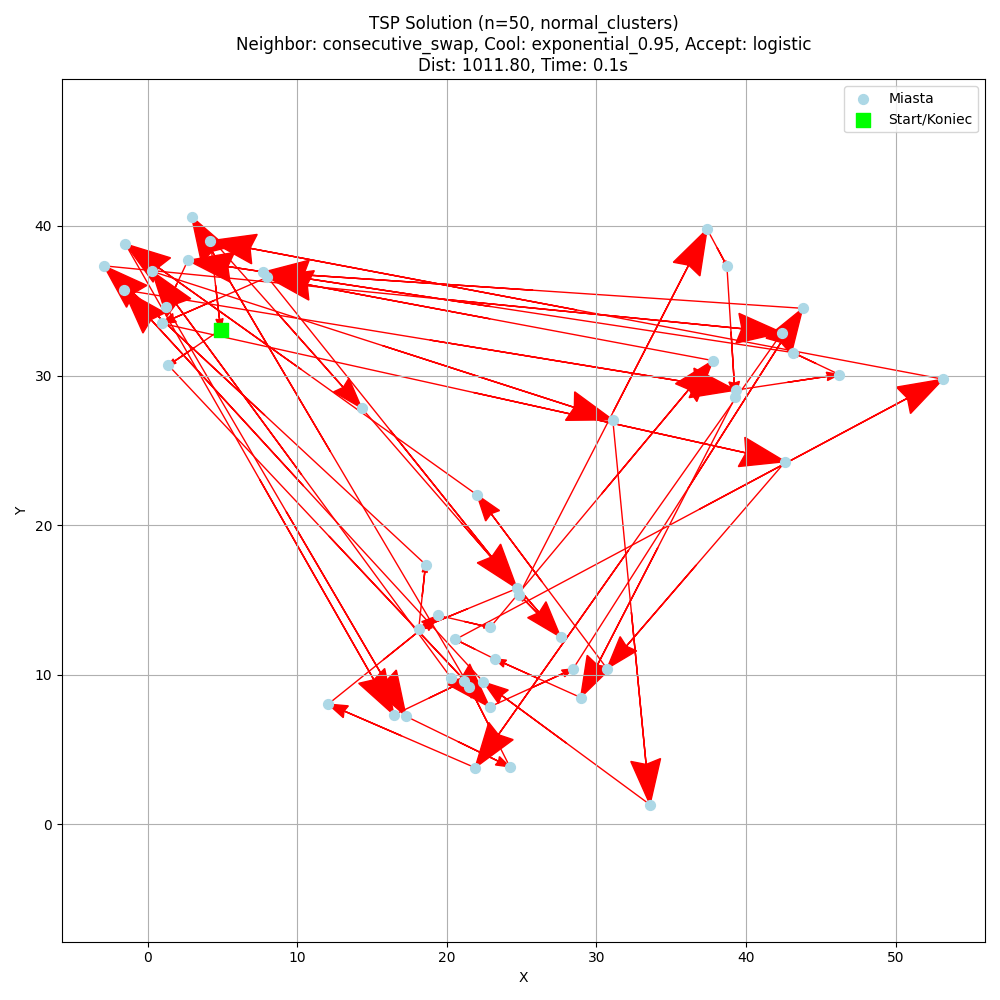 TSP Solution (n=50, normal_clusters)
Neighbor: consecutive_swap, Cool: exponential_0.95, Accept: logistic
Dist: 1011.80, Time: 0.1s
Miasta
Start/Koniec
Y
40
30
20
10
0
0 10 20 30 40 50
X